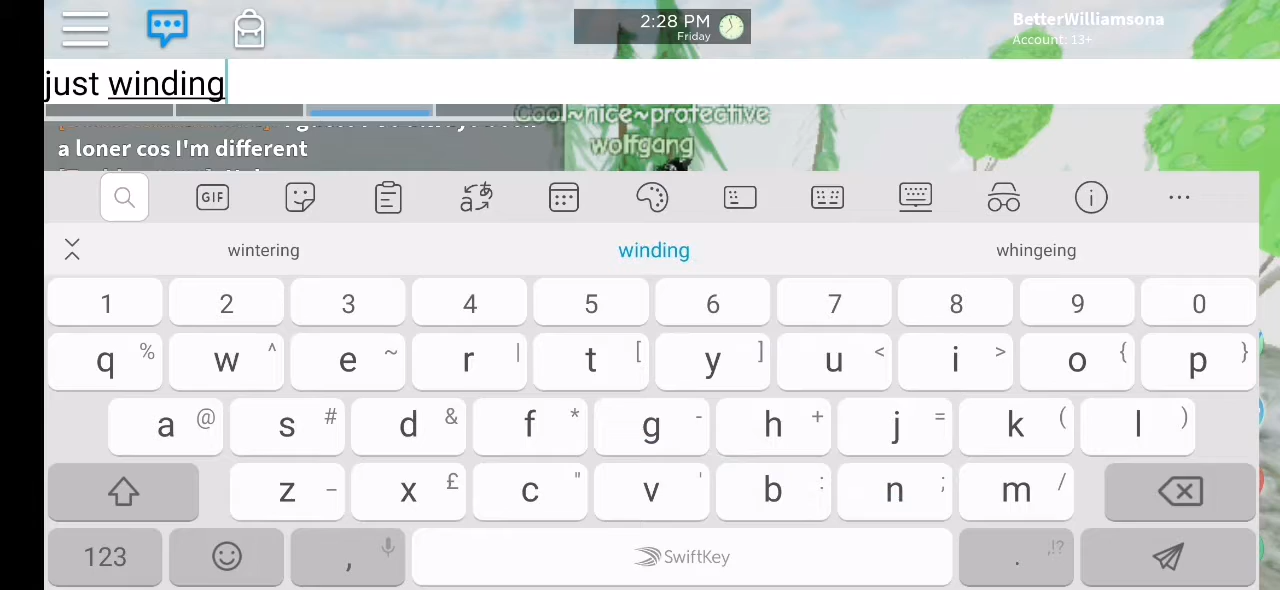 2:28 PM
Friday
BetterWilliamsona
Account: 13+
just winding
Cool~nice~protective
wolfgang
a loner cos I'm different
GIF
wintering winding whingeing
1 2 3 4 5 6 7 8 9 0
q % w ^ e ~ r | t [ y ] u < i > o { p }
a @ s # d & f * g - h + j = k ( l )
z _ x £ c " v ' b : n ; m /
123 , SwiftKey . ,!?